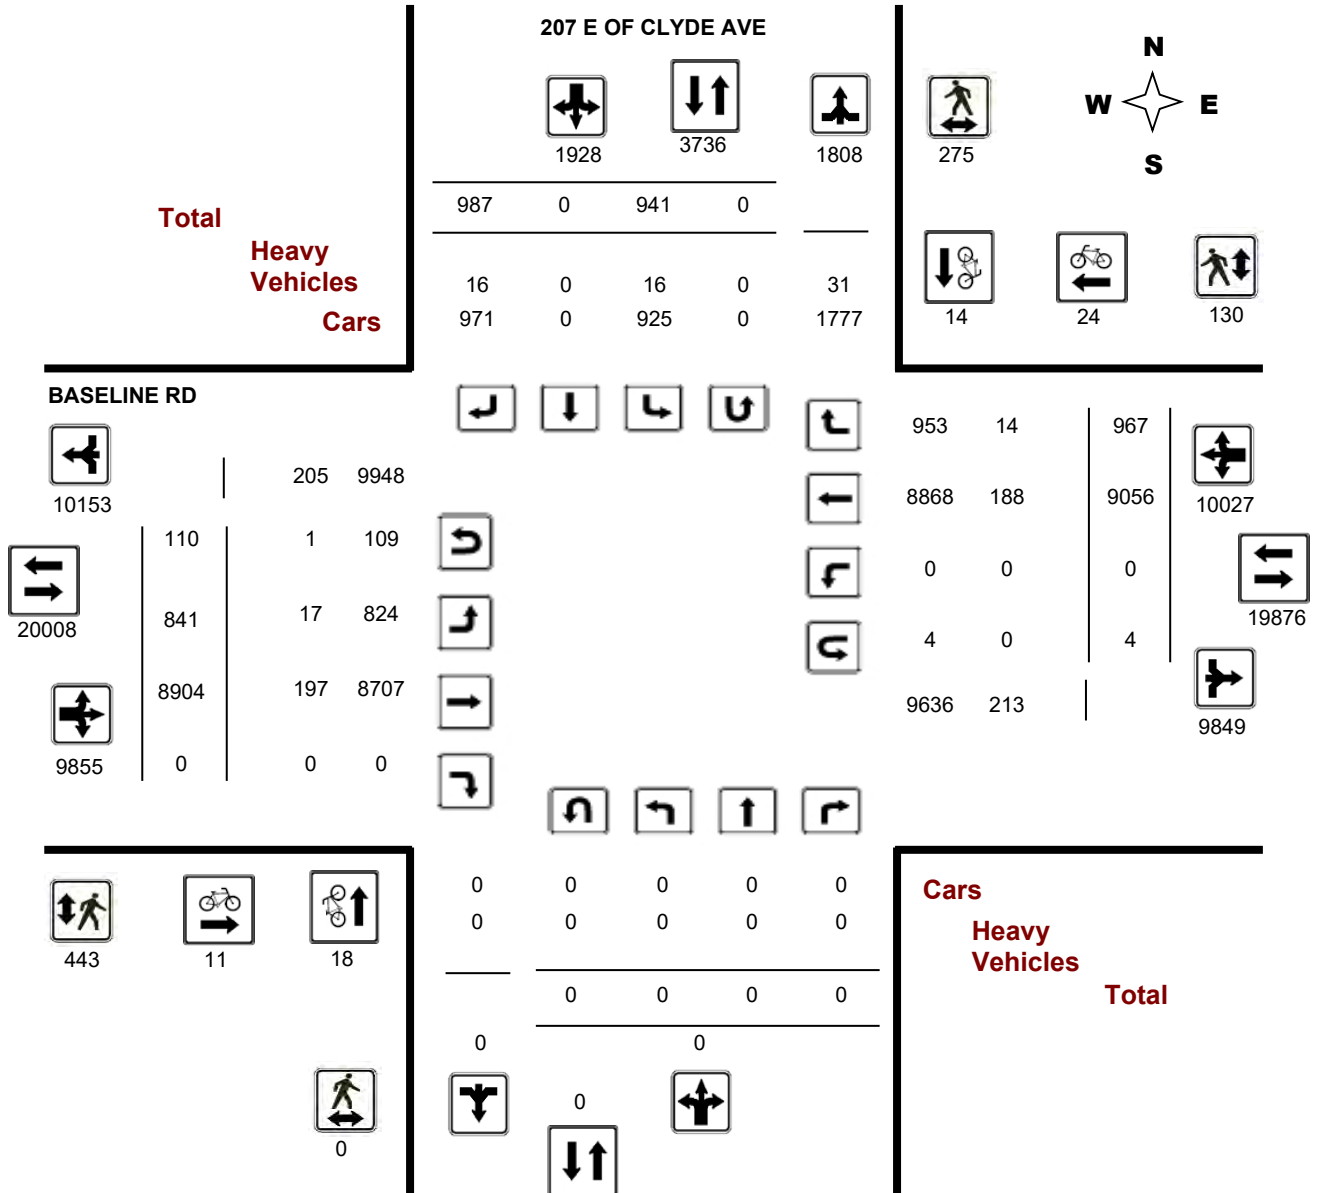 207 E OF CLYDE AVE
N
W E
S
1928 3736 1808 275
987 0 941 0
Total
Heavy
Vehicles
16 0 16 0 31
Cars
971 0 925 0 1777
14 24 130
BASELINE RD
953 14 967
205 9948
10153
8868 188 9056 10027
110 1 109
0 0 0
841 17 824
20008
19876
4 0 4
8904 197 8707
9636 213
9849
9855 0 0 0
0 0 0 0 0
Cars
0 0 0 0 0
Heavy
Vehicles
443 11 18
0 0 0 0
Total
0 0
0
0